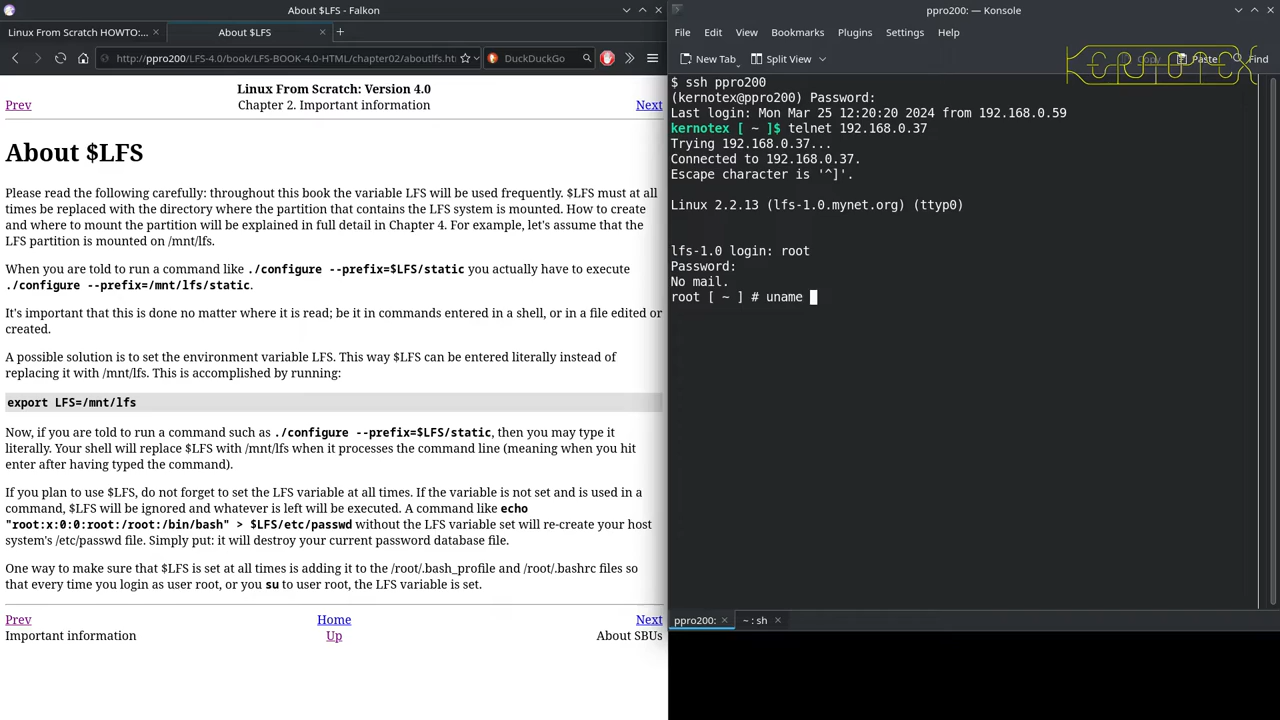 About $LFS - Falkon
Linux From Scratch HOWTO:...
About $LFS
http://ppro200/LFS-4.0/book/LFS-BOOK-4.0-HTML/chapter02/aboutlfs.ht
DuckDuckGo
Linux From Scratch: Version 4.0
Prev
Chapter 2. Important information
Next
About $LFS
Please read the following carefully: throughout this book the variable LFS will be used frequently. $LFS must at all
times be replaced with the directory where the partition that contains the LFS system is mounted. How to create
and where to mount the partition will be explained in full detail in Chapter 4. For example, let's assume that the
LFS partition is mounted on /mnt/lfs.
When you are told to run a command like ./configure --prefix=$LFS/static you actually have to execute
./configure --prefix=/mnt/lfs/static.
It's important that this is done no matter where it is read; be it in commands entered in a shell, or in a file edited or
created.
A possible solution is to set the environment variable LFS. This way $LFS can be entered literally instead of
replacing it with /mnt/lfs. This is accomplished by running:
export LFS=/mnt/lfs
Now, if you are told to run a command such as ./configure --prefix=$LFS/static, then you may type it
literally. Your shell will replace $LFS with /mnt/lfs when it processes the command line (meaning when you hit
enter after having typed the command).
If you plan to use $LFS, do not forget to set the LFS variable at all times. If the variable is not set and is used in a
command, $LFS will be ignored and whatever is left will be executed. A command like echo
"root:x:0:0:root:/root:/bin/bash" > $LFS/etc/passwd without the LFS variable set will re-create your host
system's /etc/passwd file. Simply put: it will destroy your current password database file.
One way to make sure that $LFS is set at all times is adding it to the /root/.bash_profile and /root/.bashrc files so
that every time you login as user root, or you su to user root, the LFS variable is set.
Prev
Home
Next
Important information
Up
About SBUs
ppro200: — Konsole
File Edit View Bookmarks Plugins Settings Help
New Tab Split View Copy Paste Find
KERNOTEX
$ ssh ppro200
(kernotex@ppro200) Password:
Last login: Mon Mar 25 12:20:20 2024 from 192.168.0.59
kernotex [ ~ ]$ telnet 192.168.0.37
Trying 192.168.0.37...
Connected to 192.168.0.37.
Escape character is '^]'.
Linux 2.2.13 (lfs-1.0.mynet.org) (ttyp0)
lfs-1.0 login: root
Password:
No mail.
root [ ~ ] # uname
ppro200:
~ : sh